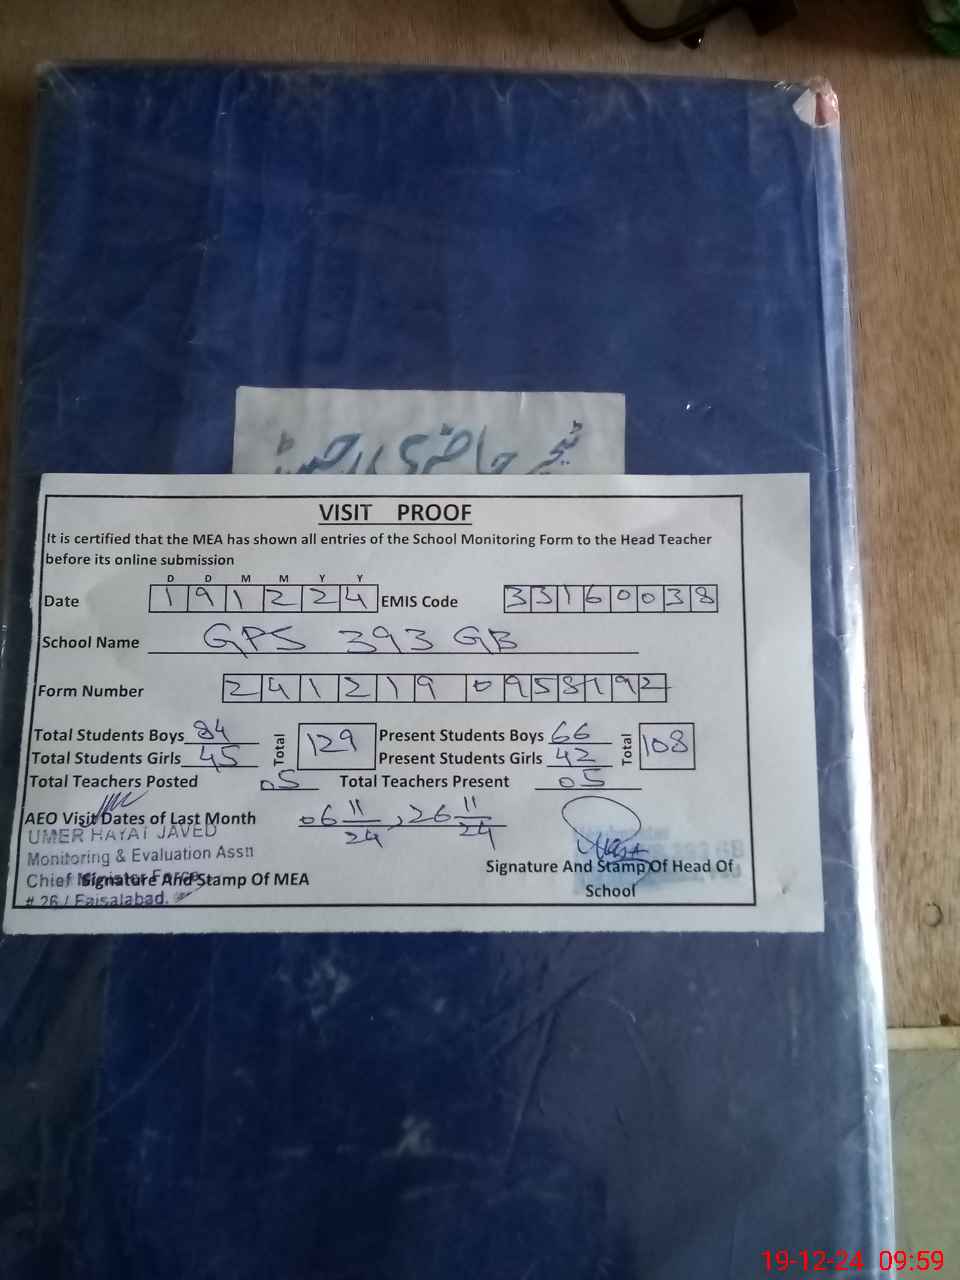 ٹیچر حاضری رجسٹر
VISIT PROOF
It is certified that the MEA has shown all entries of the School Monitoring Form to the Head Teacher
before its online submission
D D M M Y Y
Date 1 9 1 2 2 4 EMIS Code 3 3 1 6 0 0 3 8
School Name GPS 393 GB
Form Number 2 4 1 2 1 9 0 9 5 8 1 9 2
Total Students Boys 84 Total 129 Present Students Boys 66 Total 108
Total Students Girls 45 Present Students Girls 42
Total Teachers Posted 05 Total Teachers Present 05
AEO Visit Dates of Last Month 06 11/24, 26 11/24
UMER HAYAT JAVED
Monitoring & Evaluation Asstt
Chief Minister Force
# 26 / Faisalabad.
Signature And Stamp Of MEA
Signature And Stamp Of Head Of
School
19-12-24 09:59